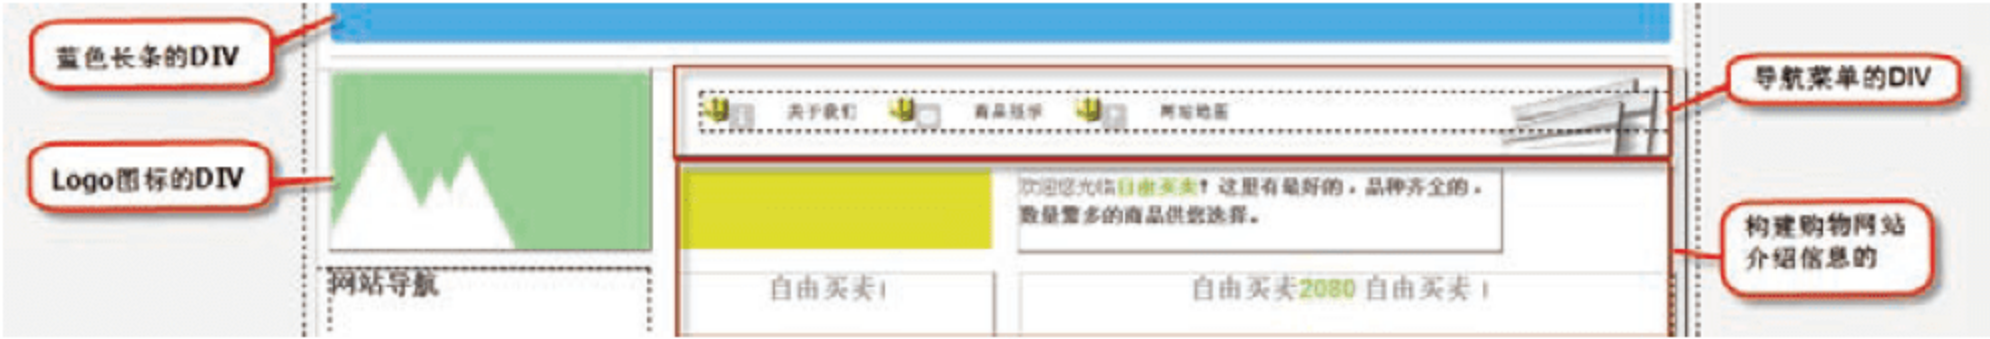 蓝色长条的DIV
导航菜单的DIV
关于我们 商品展示 网站地图
Logo图标的DIV
欢迎您光临自由买卖！这里有最好的，品种齐全的，
数量繁多的商品供您选择。
构建购物网站
介绍信息的
网站导航
自由买卖！
自由买卖2080 自由买卖！